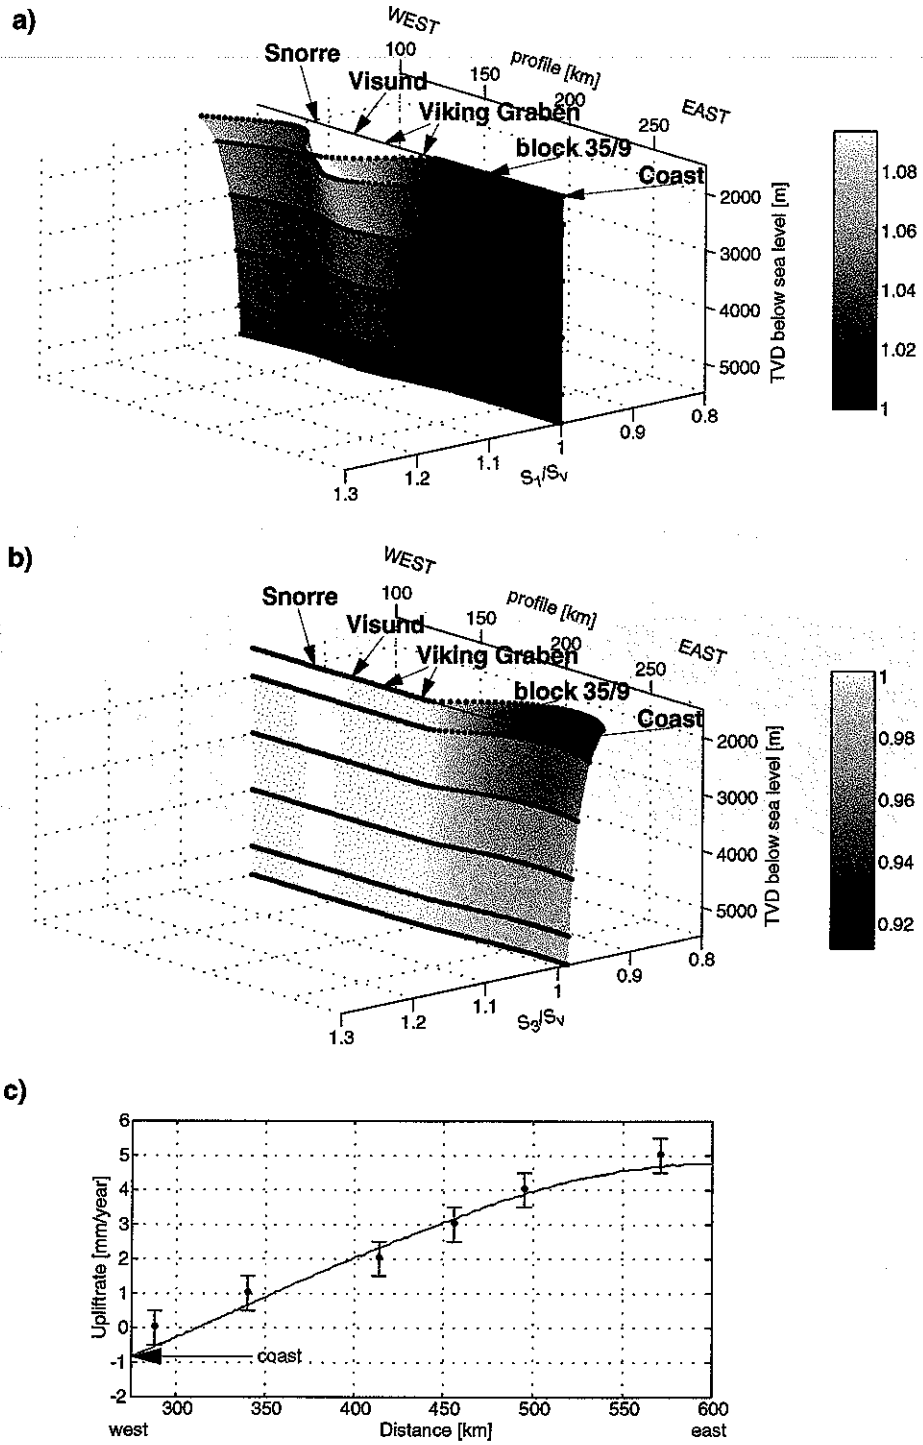 a)
WEST
Snorre
100
profile [km]
Visund
150
Viking Graben
200
EAST
block 35/9
250
Coast
2000
3000
4000
5000
TVD below sea level [m]
1.3
1.2
1.1
1
0.9
0.8
S1/Sv
1.08
1.06
1.04
1.02
1
b)
WEST
Snorre
100
profile [km]
Visund
150
Viking Graben
200
EAST
block 35/9
250
Coast
2000
3000
4000
5000
TVD below sea level [m]
1.3
1.2
1.1
1
0.9
0.8
S3/Sv
1
0.98
0.96
0.94
0.92
c)
Upliftrate [mm/year]
6
5
4
3
2
1
0
-1
-2
coast
300 350 400 450 500 550 600
west Distance [km] east